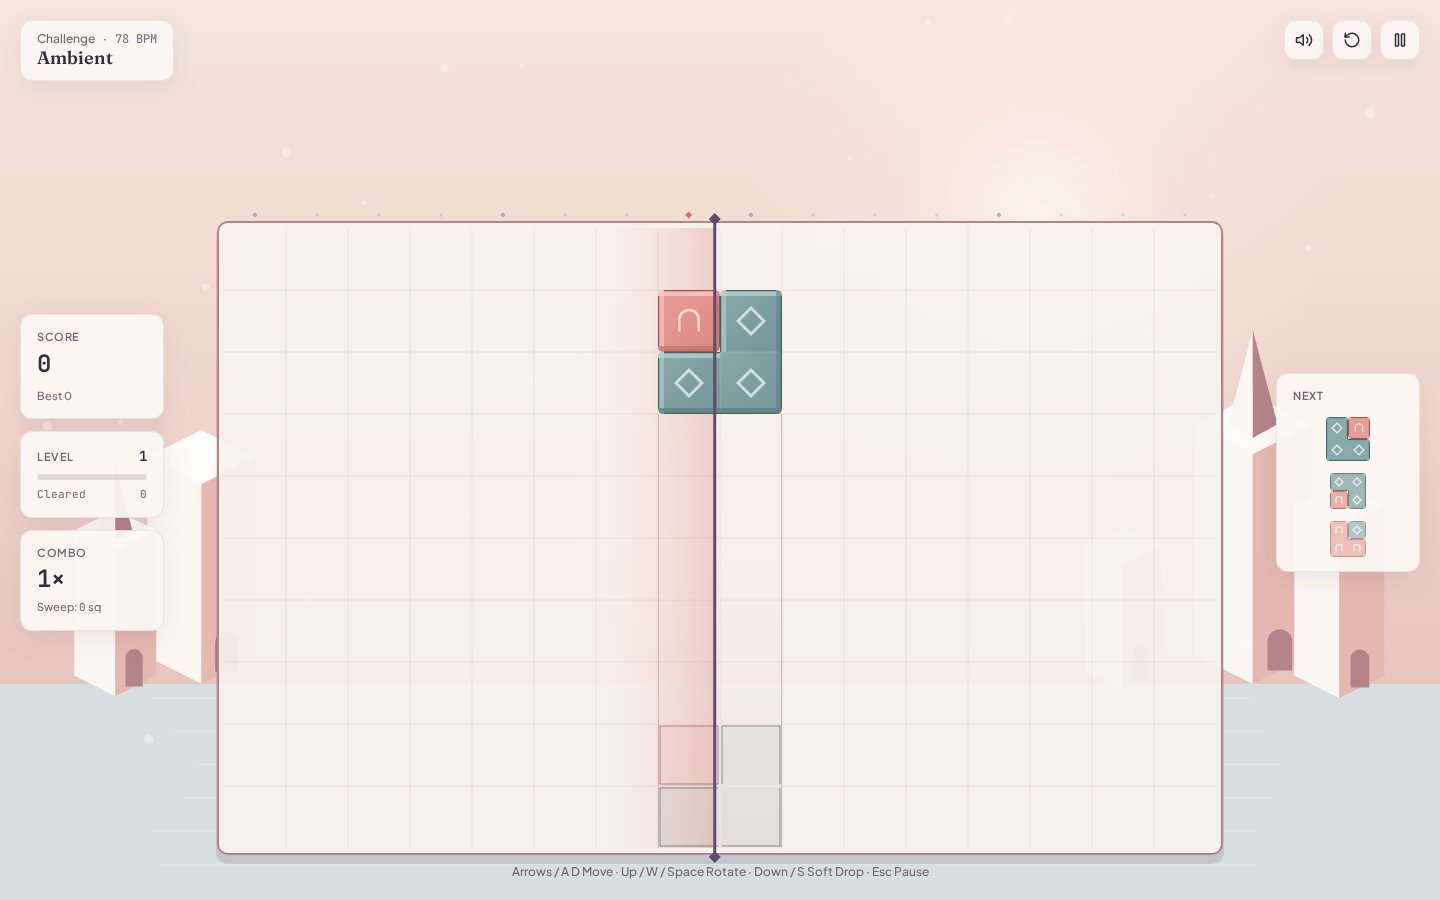 Challenge · 78 BPM
Ambient
SCORE
0
Best 0
LEVEL 1
Cleared 0
COMBO
1×
Sweep: 0 sq
NEXT
Arrows / A D Move · Up / W / Space Rotate · Down / S Soft Drop · Esc Pause